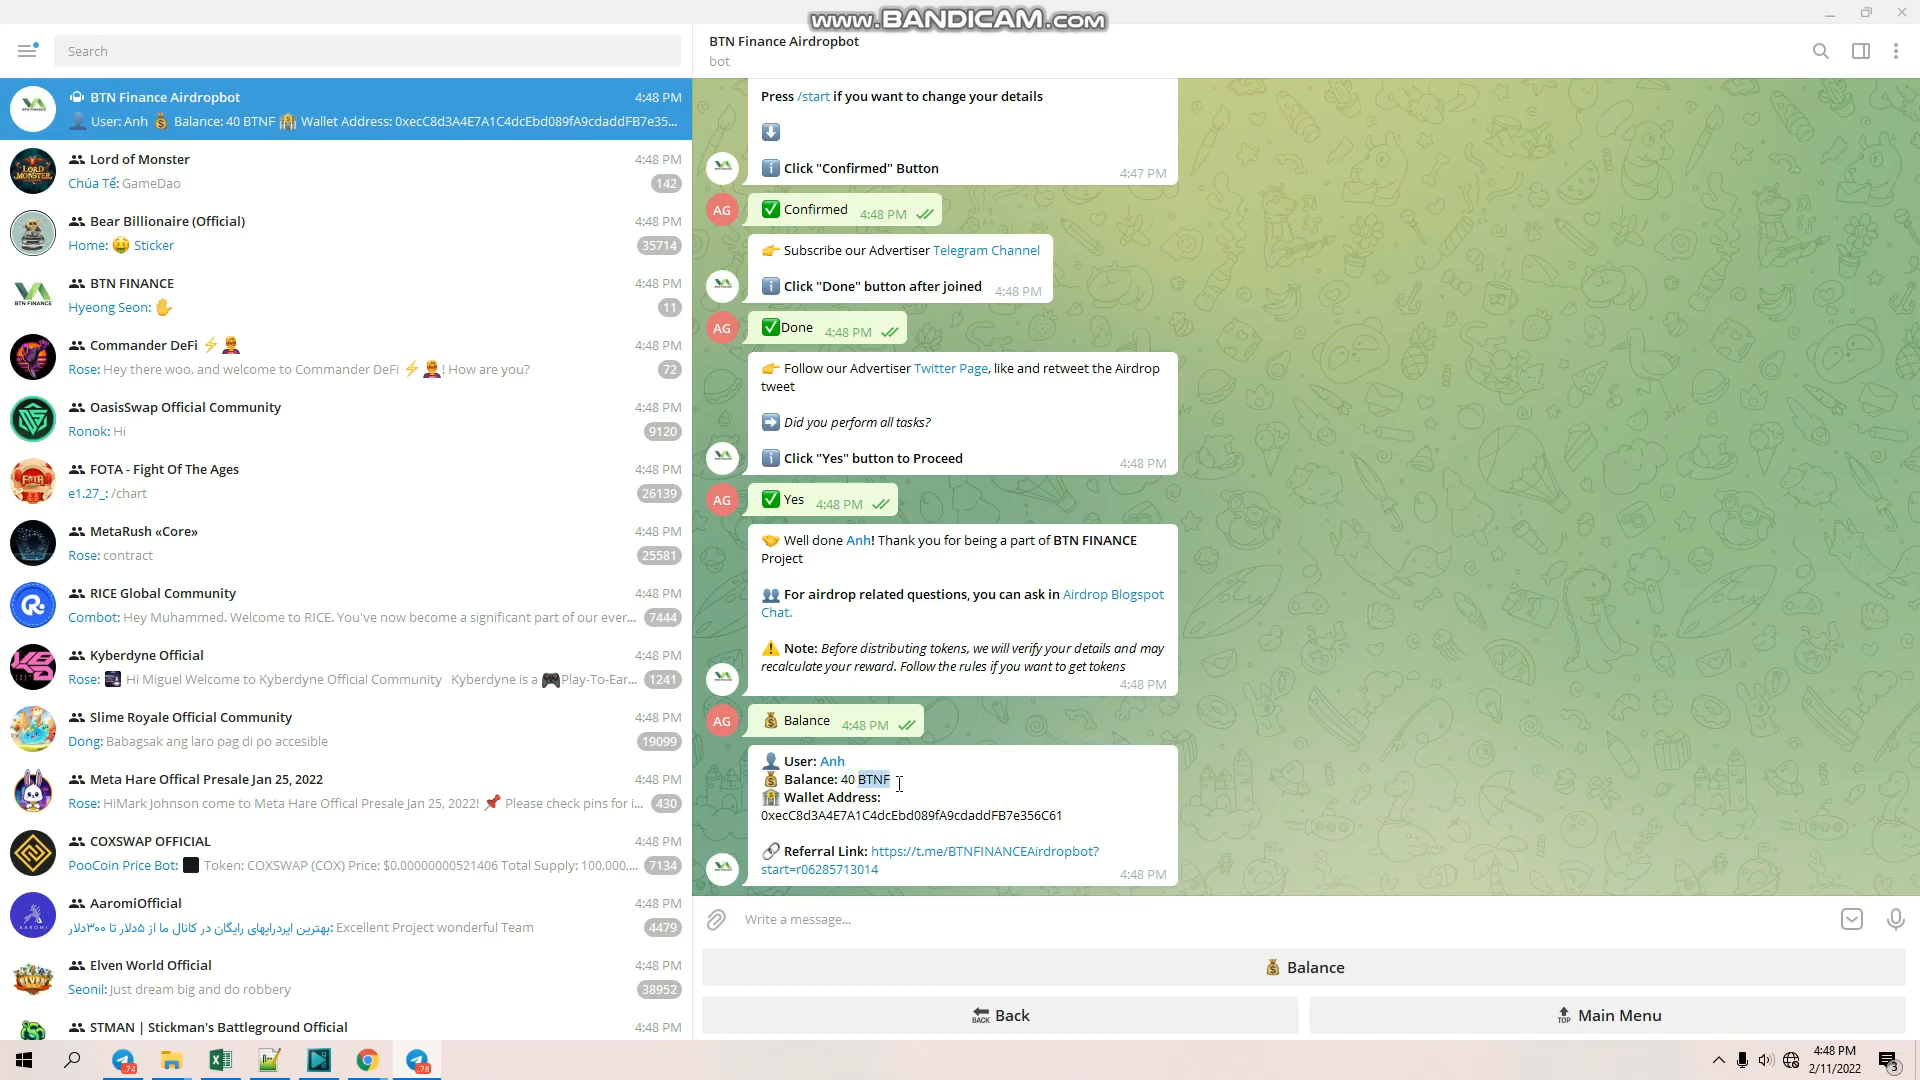 www.BANDICAM.com
Search
BTN Finance Airdropbot 4:48 PM
User: Anh Balance: 40 BTNF Wallet Address: 0xecC8d3A4E7A1C4dcEbd089fA9cdaddFB7e35...
Lord of Monster 4:48 PM
Chúa Tể: GameDao 142
Bear Billionaire (Official) 4:48 PM
Home: 🤑 Sticker 35714
BTN FINANCE 4:48 PM
Hyeong Seon: ✋ 11
Commander DeFi ⚡ 4:48 PM
Rose: Hey there woo, and welcome to Commander DeFi ⚡! How are you? 72
OasisSwap Official Community 4:48 PM
Ronok: Hi 9120
FOTA - Fight Of The Ages 4:48 PM
e1.27_: /chart 26139
MetaRush «Core» 4:48 PM
Rose: contract 25581
RICE Global Community 4:48 PM
Combot: Hey Muhammed. Welcome to RICE. You've now become a significant part of our ever... 7444
Kyberdyne Official 4:48 PM
Rose: Hi Miguel Welcome to Kyberdyne Official Community Kyberdyne is a 🎮Play-To-Ear... 1241
Slime Royale Official Community 4:48 PM
Dong: Babagsak ang laro pag di po accesible 19099
Meta Hare Offical Presale Jan 25, 2022 4:48 PM
Rose: HiMark Johnson come to Meta Hare Offical Presale Jan 25, 2022! 📌 Please check pins for i... 430
COXSWAP OFFICIAL 4:48 PM
PooCoin Price Bot: Token: COXSWAP (COX) Price: $0.00000000521406 Total Supply: 100,000,... 7134
AaromiOfficial 4:48 PM
بهترین ایردراپهای رایگان در کانال ما از ۵دلار تا ۳۰۰دلار: Excellent Project wonderful Team 4479
Elven World Official 4:48 PM
Seonil: Just dream big and do robbery 38952
STMAN | Stickman's Battleground Official 4:48 PM
BTN Finance Airdropbot
bot
Press /start if you want to change your details
⬇️
ℹ️ Click "Confirmed" Button 4:47 PM
AG ✅ Confirmed 4:48 PM
👉 Subscribe our Advertiser Telegram Channel
ℹ️ Click "Done" button after joined 4:48 PM
AG ✅Done 4:48 PM
👉 Follow our Advertiser Twitter Page, like and retweet the Airdrop
tweet
➡️ Did you perform all tasks?
ℹ️ Click "Yes" button to Proceed 4:48 PM
AG ✅ Yes 4:48 PM
🤝 Well done Anh! Thank you for being a part of BTN FINANCE
Project
👥 For airdrop related questions, you can ask in Airdrop Blogspot
Chat.
⚠️ Note: Before distributing tokens, we will verify your details and may
recalculate your reward. Follow the rules if you want to get tokens
4:48 PM
AG 💰 Balance 4:48 PM
👤 User: Anh
💰 Balance: 40 BTNF
🏦 Wallet Address:
0xecC8d3A4E7A1C4dcEbd089fA9cdaddFB7e356C61
🔗 Referral Link: https://t.me/BTNFINANCEAirdropbot?
start=r06285713014 4:48 PM
Write a message...
💰 Balance
🔙 Back
🔝 Main Menu
74
78
4:48 PM
2/11/2022
3